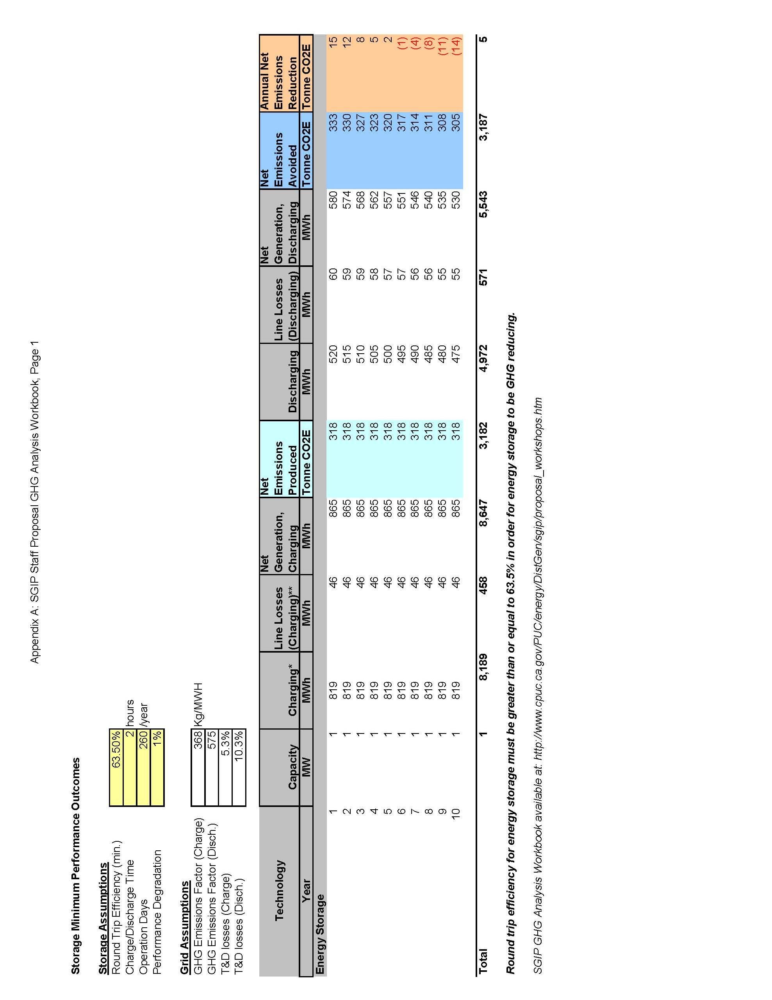 Appendix A: SGIP Staff Proposal GHG Analysis Workbook, Page 1
Storage Minimum Performance Outcomes
Storage Assumptions
Round Trip Efficiency (min.) 63.50%
Charge/Discharge Time 2 hours
Operation Days 260 /year
Performance Degradation 1%
Grid Assumptions
GHG Emissions Factor (Charge) 368 Kg/MWH
GHG Emissions Factor (Disch.) 575
T&D losses (Charge) 5.3%
T&D losses (Disch.) 10.3%
Technology Capacity Charging* Line Losses (Charging)** Net Generation, Charging Net Emissions Produced Discharging Line Losses (Discharging) Net Generation, Discharging Net Emissions Avoided Annual Net Emissions Reduction
Year MW MWh MWh MWh Tonne CO2E MWh MWh MWh Tonne CO2E Tonne CO2E
Energy Storage
1 1 819 46 865 318 520 60 580 333 15
2 1 819 46 865 318 515 59 574 330 12
3 1 819 46 865 318 510 59 568 327 8
4 1 819 46 865 318 505 58 562 323 5
5 1 819 46 865 318 500 57 557 320 2
6 1 819 46 865 318 495 57 551 317 (1)
7 1 819 46 865 318 490 56 546 314 (4)
8 1 819 46 865 318 485 56 540 311 (8)
9 1 819 46 865 318 480 55 535 308 (11)
10 1 819 46 865 318 475 55 530 305 (14)
Total 1 8,189 458 8,647 3,182 4,972 571 5,543 3,187 5
Round trip efficiency for energy storage must be greater than or equal to 63.5% in order for energy storage to be GHG reducing.
SGIP GHG Analysis Workbook available at: http://www.cpuc.ca.gov/PUC/energy/DistGen/sgip/proposal_workshops.htm